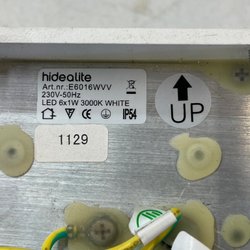 hidealite
Art.nr.: E6016WVV
230V-50Hz
LED 6x1W 3000K WHITE
IP54
UP
1129